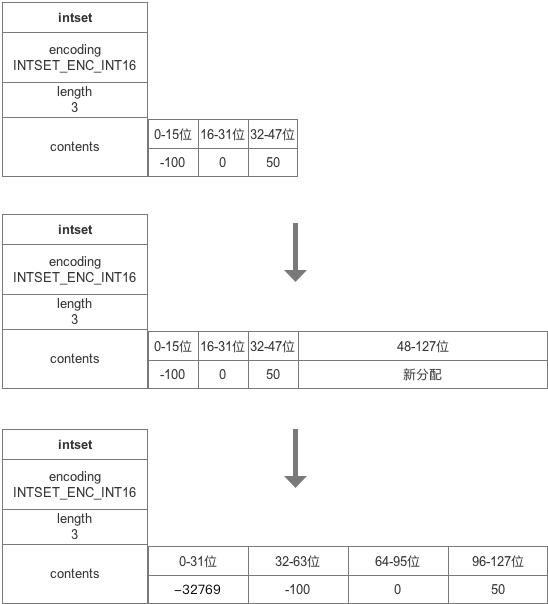 intset
encoding
INTSET_ENC_INT16
length
3
contents
0-15位 16-31位 32-47位
-100 0 50
intset
encoding
INTSET_ENC_INT16
length
3
contents
0-15位 16-31位 32-47位 48-127位
-100 0 50 新分配
intset
encoding
INTSET_ENC_INT16
length
3
contents
0-31位 32-63位 64-95位 96-127位
−32769 -100 0 50